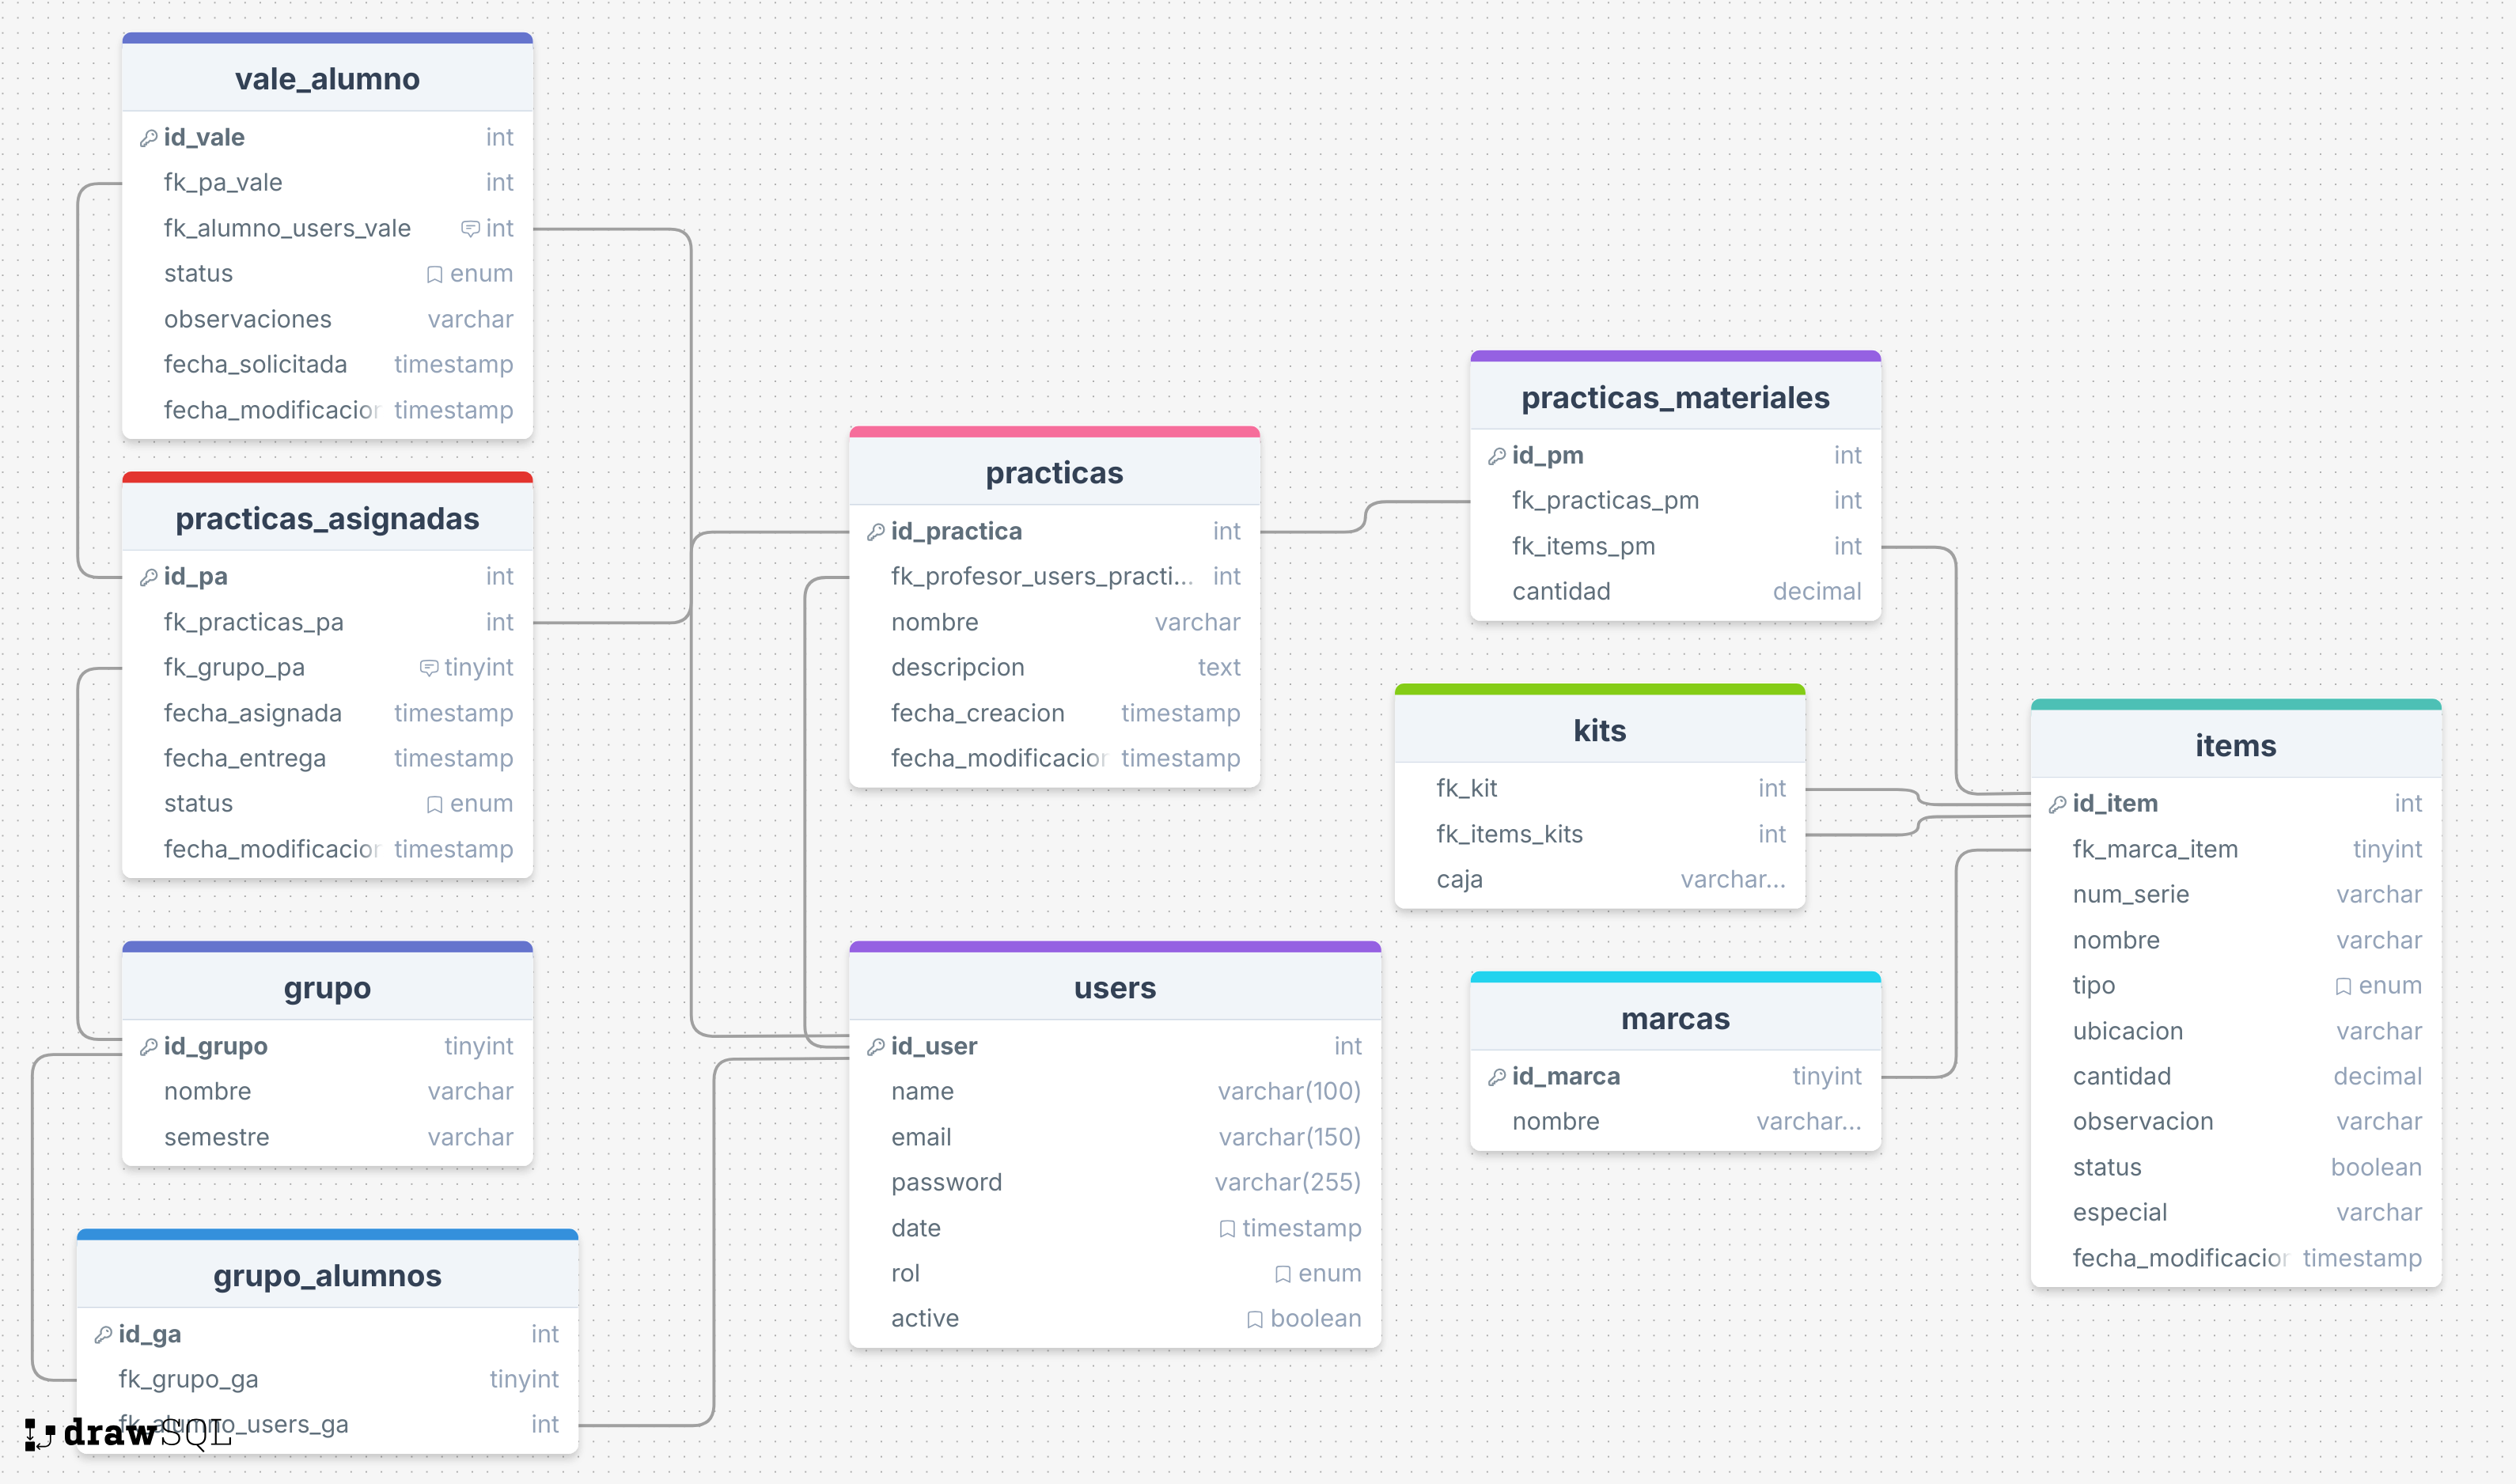 vale_alumno
id_vale int
fk_pa_vale int
fk_alumno_users_vale int
status enum
observaciones varchar
fecha_solicitada timestamp
fecha_modificacion timestamp
practicas_asignadas
id_pa int
fk_practicas_pa int
fk_grupo_pa tinyint
fecha_asignada timestamp
fecha_entrega timestamp
status enum
fecha_modificacion timestamp
grupo
id_grupo tinyint
nombre varchar
semestre varchar
grupo_alumnos
id_ga int
fk_grupo_ga tinyint
fk_alumno_users_ga int
drawSQL
practicas
id_practica int
fk_profesor_users_practi... int
nombre varchar
descripcion text
fecha_creacion timestamp
fecha_modificacion timestamp
users
id_user int
name varchar(100)
email varchar(150)
password varchar(255)
date timestamp
rol enum
active boolean
practicas_materiales
id_pm int
fk_practicas_pm int
fk_items_pm int
cantidad decimal
kits
fk_kit int
fk_items_kits int
caja varchar...
marcas
id_marca tinyint
nombre varchar...
items
id_item int
fk_marca_item tinyint
num_serie varchar
nombre varchar
tipo enum
ubicacion varchar
cantidad decimal
observacion varchar
status boolean
especial varchar
fecha_modificacion timestamp